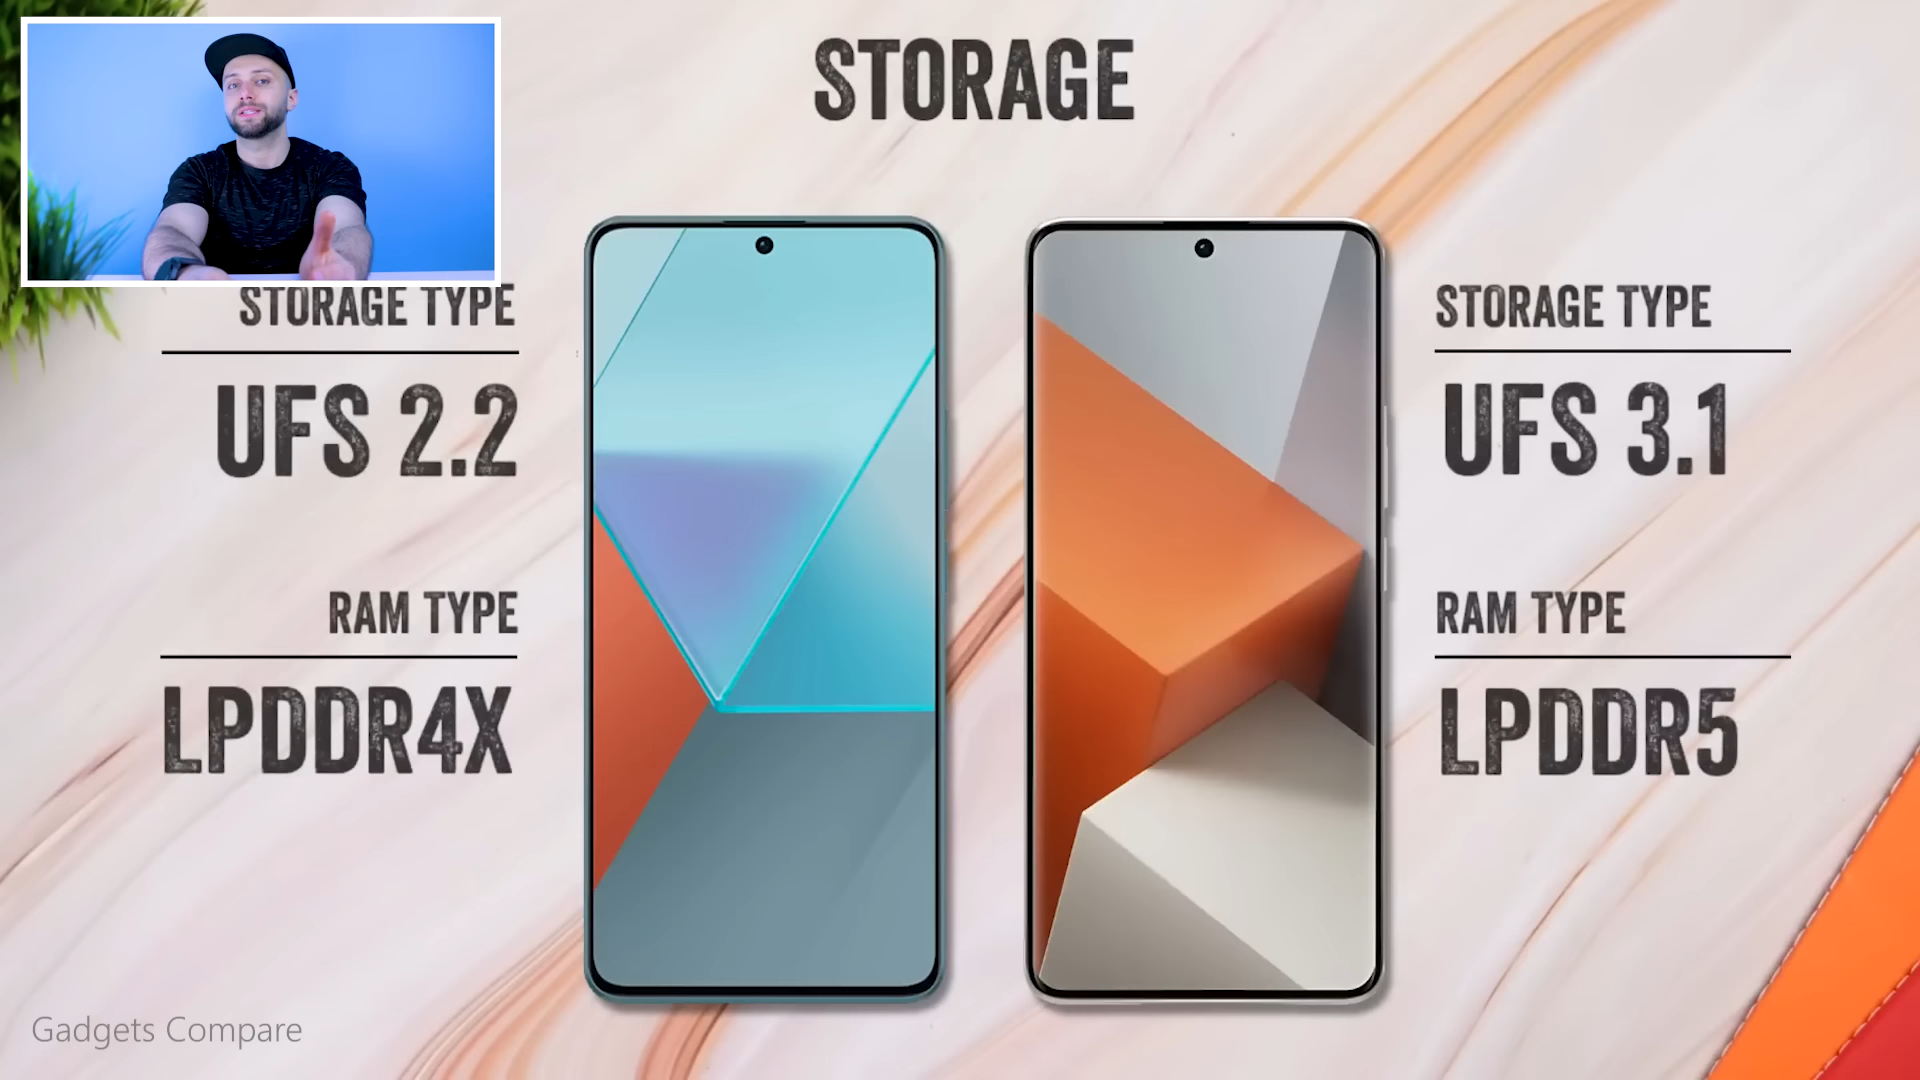 STORAGE
STORAGE TYPE
UFS 2.2
RAM TYPE
LPDDR4X
STORAGE TYPE
UFS 3.1
RAM TYPE
LPDDR5
Gadgets Compare